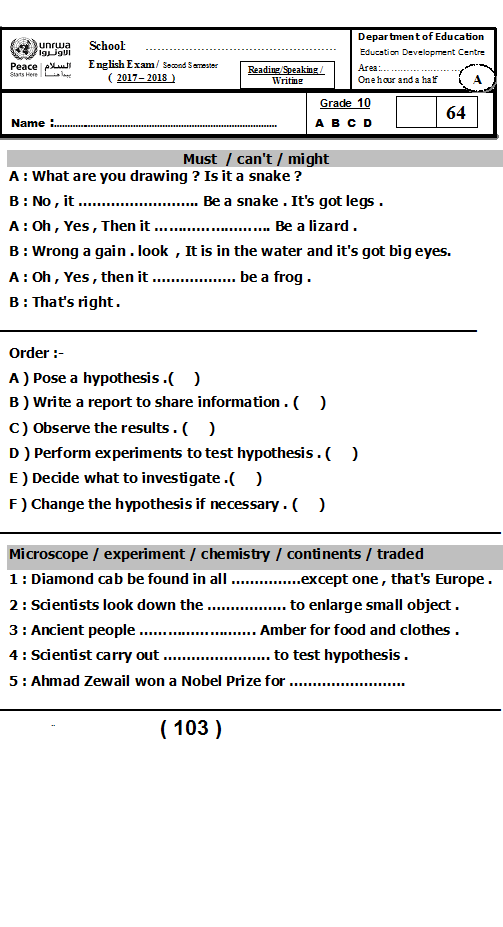 unrwa
الأونروا
Peace
Starts Here
السلام
يبدأ هنا
School: ...............................................................
English Exam / Second Semester
( 2017 – 2018 )
Reading/Speaking /
Writing
Department of Education
Education Development Centre
Area:........................
One hour and a half
A
Name :.................................................................................
Grade 10
A B C D
64
Must / can't / might
A : What are you drawing ? Is it a snake ?
B : No , it .......................... Be a snake . It's got legs .
A : Oh , Yes , Then it ......................... Be a lizard .
B : Wrong a gain . look , It is in the water and it's got big eyes.
A : Oh , Yes , then it .................. be a frog .
B : That's right .
Order :-
A ) Pose a hypothesis .( )
B ) Write a report to share information . ( )
C ) Observe the results . ( )
D ) Perform experiments to test hypothesis . ( )
E ) Decide what to investigate .( )
F ) Change the hypothesis if necessary . ( )
Microscope / experiment / chemistry / continents / traded
1 : Diamond cab be found in all ...............except one , that's Europe .
2 : Scientists look down the ................. to enlarge small object .
3 : Ancient people ......................... Amber for food and clothes .
4 : Scientist carry out ....................... to test hypothesis .
5 : Ahmad Zewail won a Nobel Prize for .........................
( 103 )